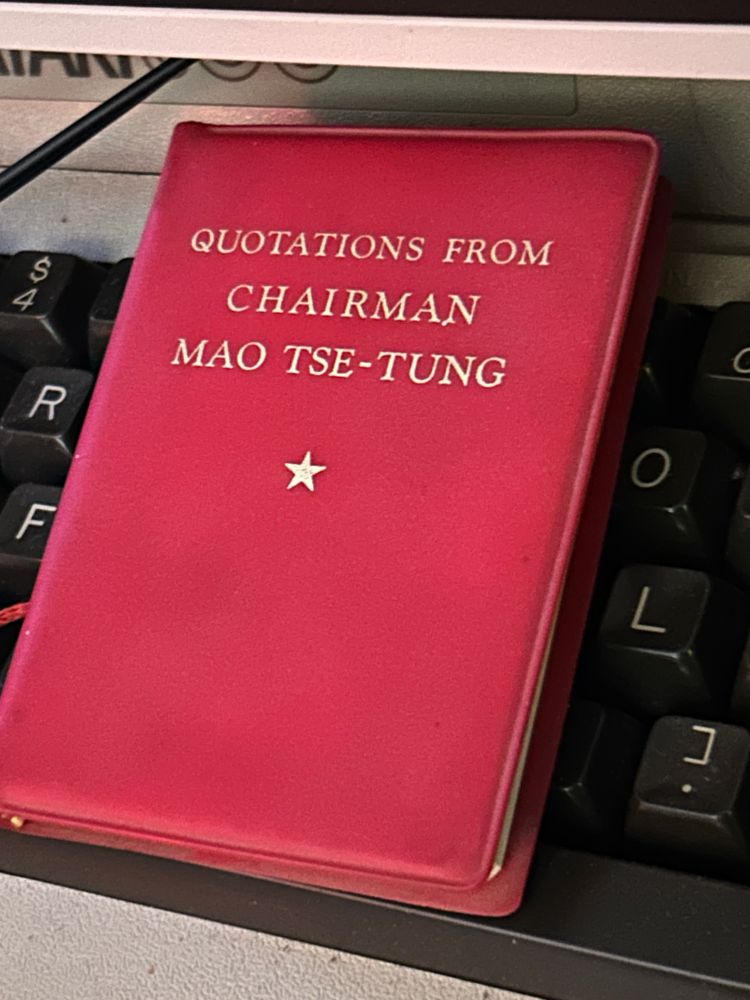 QUOTATIONS FROM
CHAIRMAN
MAO TSE-TUNG
$
4
R
F
O
L
]
.